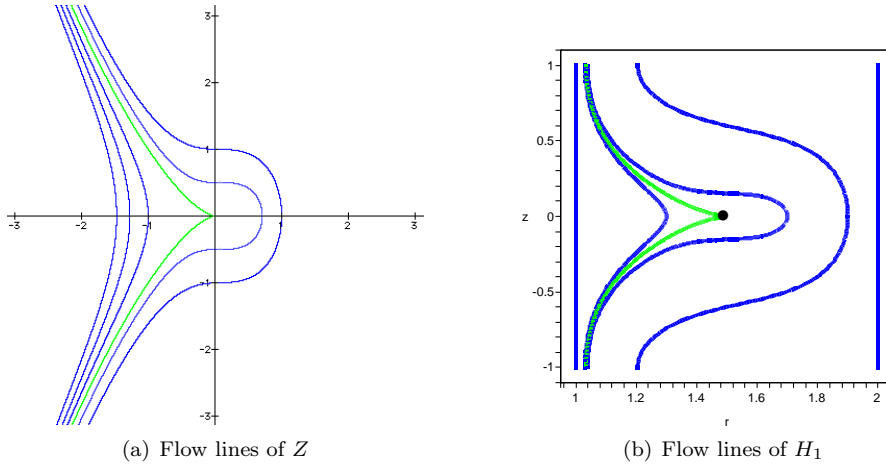 3
2
1
-1
-2
-3
-3 -2 -1 0 1 2 3
1
0.5
z 0
-0.5
-1
1 1.2 1.4 1.6 1.8 2
r
(a) Flow lines of Z
(b) Flow lines of H₁